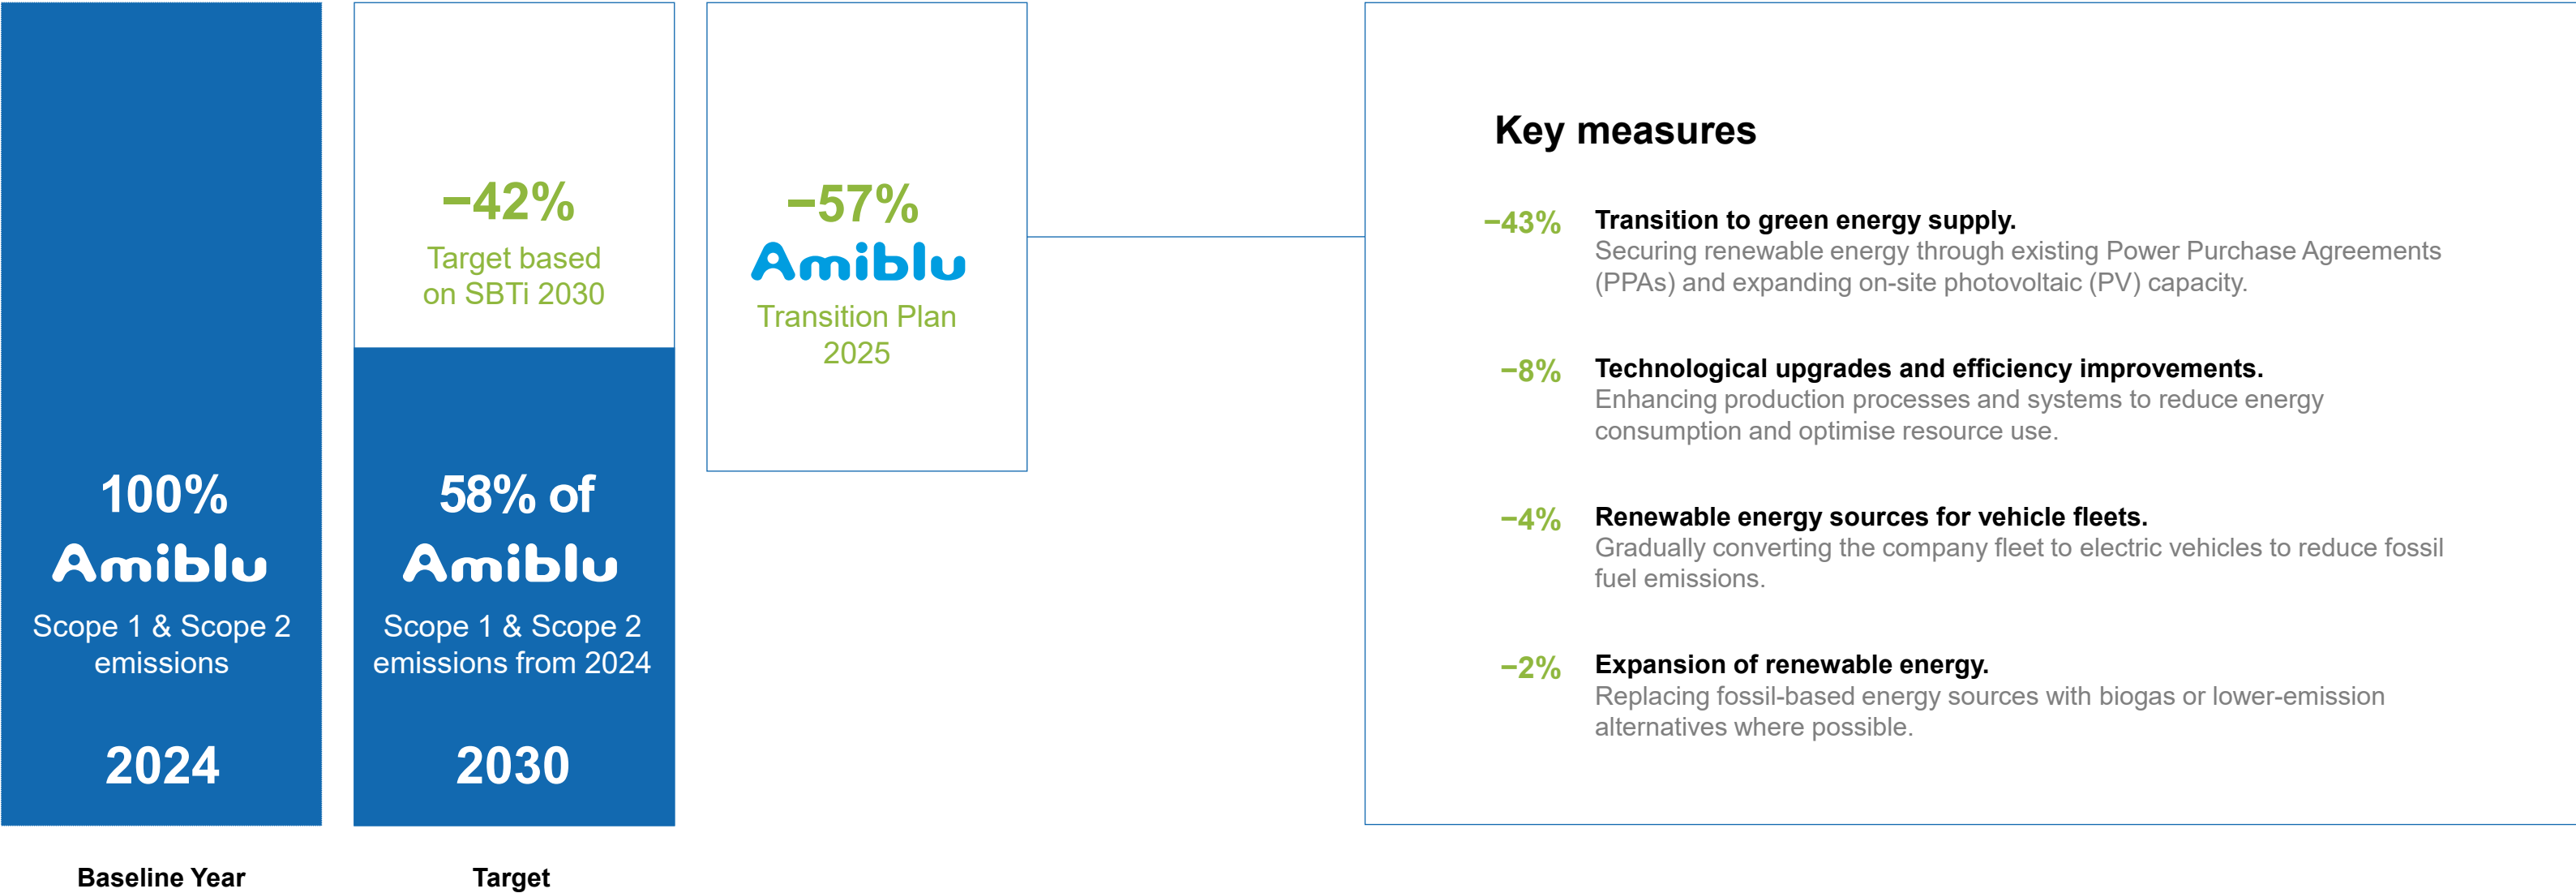 100%
Amiblu
Scope 1 & Scope 2
emissions
2024
Baseline Year
−42%
Target based
on SBTi 2030
58% of
Amiblu
Scope 1 & Scope 2
emissions from 2024
2030
Target
−57%
Amiblu
Transition Plan
2025
Key measures
−43% Transition to green energy supply.
Securing renewable energy through existing Power Purchase Agreements
(PPAs) and expanding on-site photovoltaic (PV) capacity.
−8% Technological upgrades and efficiency improvements.
Enhancing production processes and systems to reduce energy
consumption and optimise resource use.
−4% Renewable energy sources for vehicle fleets.
Gradually converting the company fleet to electric vehicles to reduce fossil
fuel emissions.
−2% Expansion of renewable energy.
Replacing fossil-based energy sources with biogas or lower-emission
alternatives where possible.